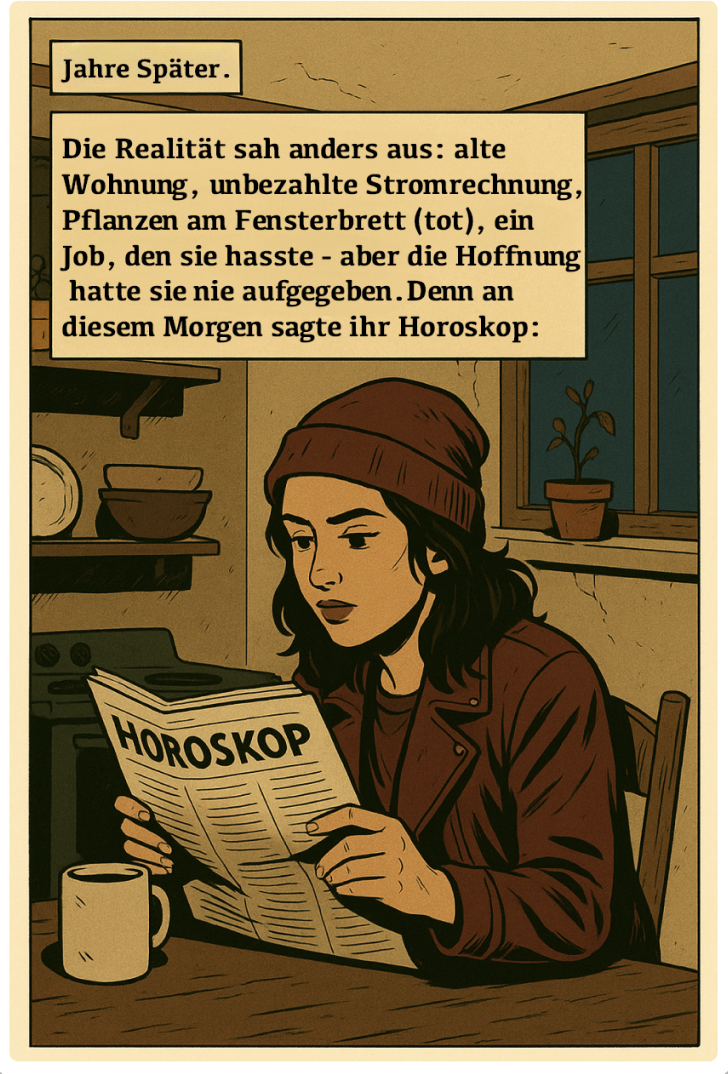 Jahre Später.
Die Realität sah anders aus: alte
Wohnung, unbezahlte Stromrechnung,
Pflanzen am Fensterbrett (tot), ein
Job, den sie hasste - aber die Hoffnung
hatte sie nie aufgegeben.Denn an
diesem Morgen sagte ihr Horoskop:
HOROSKOP